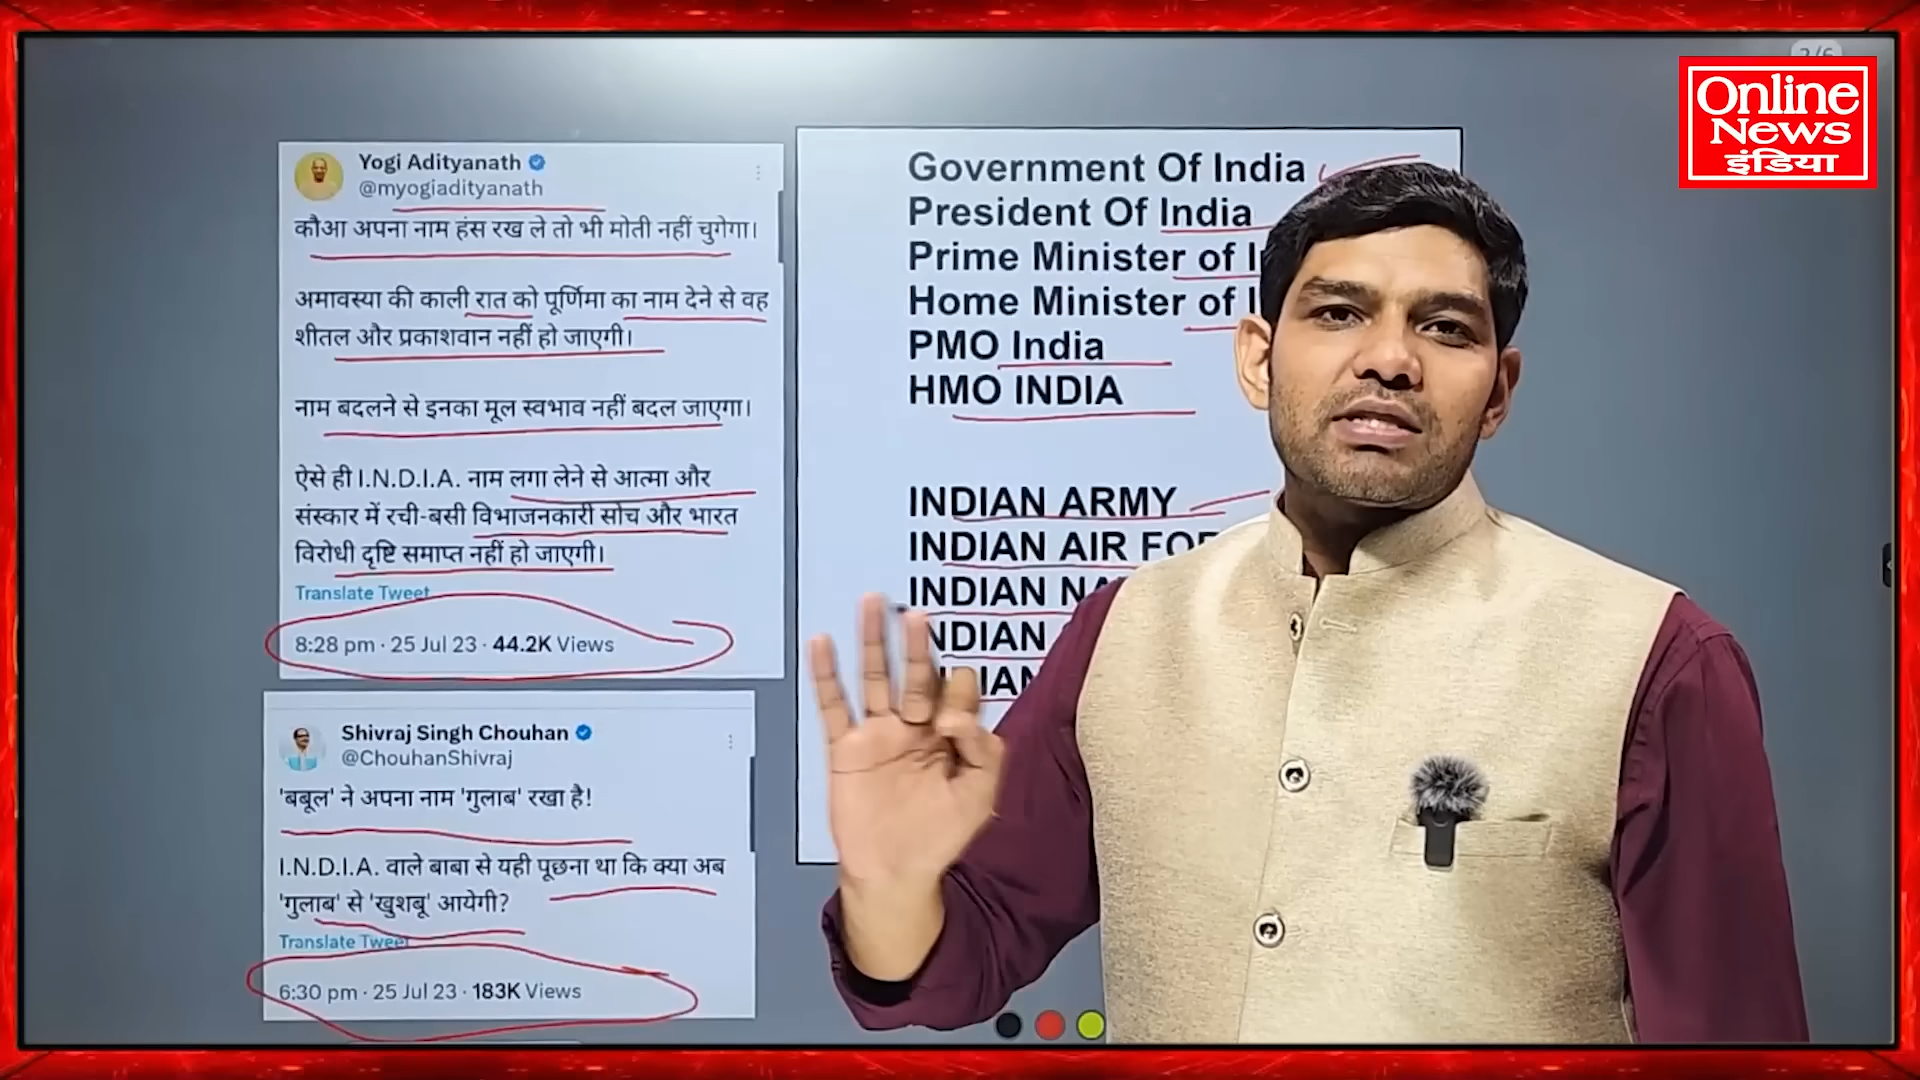 2/6
Online
News
इंडिया
Yogi Adityanath
@myogiadityanath
कौआ अपना नाम हंस रख ले तो भी मोती नहीं चुगेगा।
अमावस्या की काली रात को पूर्णिमा का नाम देने से वह
शीतल और प्रकाशवान नहीं हो जाएगी।
नाम बदलने से इनका मूल स्वभाव नहीं बदल जाएगा।
ऐसे ही I.N.D.I.A. नाम लगा लेने से आत्मा और
संस्कार में रची-बसी विभाजनकारी सोच और भारत
विरोधी दृष्टि समाप्त नहीं हो जाएगी।
Translate Tweet
8:28 pm · 25 Jul 23 · 44.2K Views
Shivraj Singh Chouhan
@ChouhanShivraj
'बबूल' ने अपना नाम 'गुलाब' रखा है!
I.N.D.I.A. वाले बाबा से यही पूछना था कि क्या अब
'गुलाब' से 'खुशबू' आयेगी?
Translate Tweet
6:30 pm · 25 Jul 23 · 183K Views
Government Of India
President Of India
Prime Minister of
Home Minister of
PMO India
HMO INDIA
INDIAN ARMY
INDIAN AIR
INDIAN
INDIAN